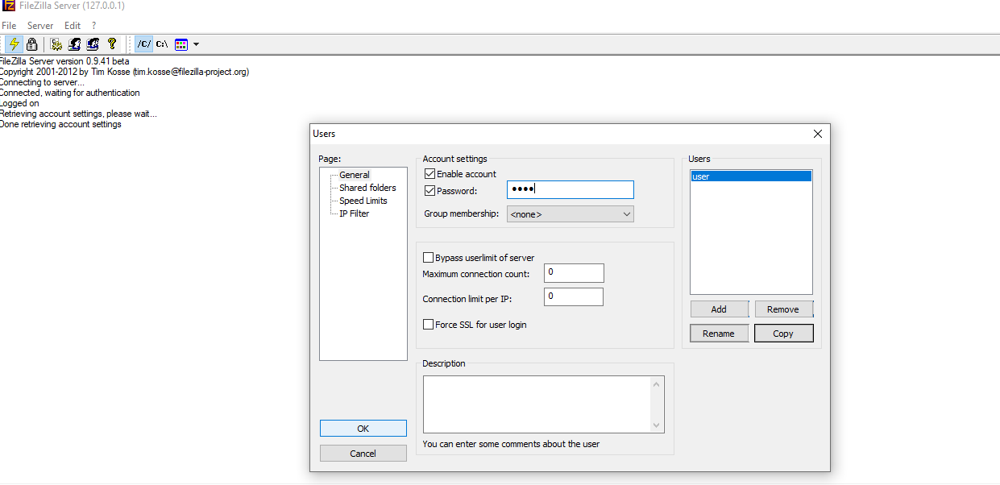 FileZilla Server (127.0.0.1)
File Server Edit ?
/C/ C:\
FileZilla Server version 0.9.41 beta
Copyright 2001-2012 by Tim Kosse (tim.kosse@filezilla-project.org)
Connecting to server...
Connected, waiting for authentication
Logged on
Retrieving account settings, please wait...
Done retrieving account settings
Users
Page:
General
Shared folders
Speed Limits
IP Filter
OK
Cancel
Account settings
Enable account
Password: ●●●●
Group membership: <none>
Bypass userlimit of server
Maximum connection count: 0
Connection limit per IP: 0
Force SSL for user login
Description
You can enter some comments about the user
Users
user
Add Remove
Rename Copy